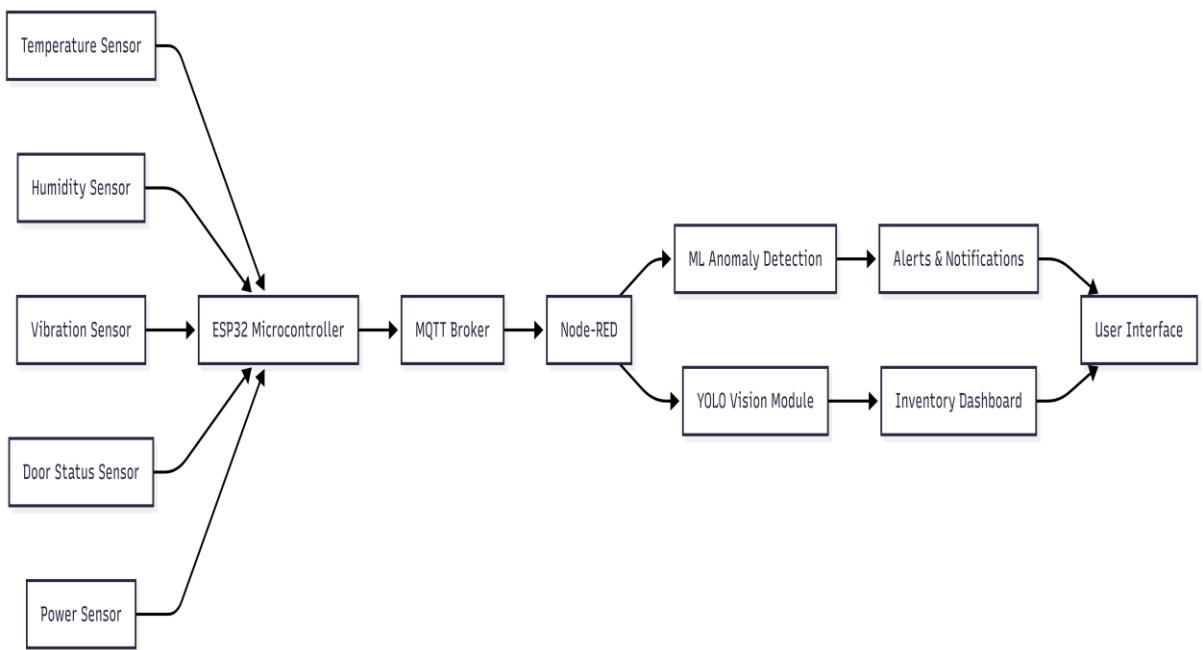 Temperature Sensor
Humidity Sensor
Vibration Sensor
Door Status Sensor
Power Sensor
ESP32 Microcontroller
MQTT Broker
Node-RED
ML Anomaly Detection
YOLO Vision Module
Alerts & Notifications
Inventory Dashboard
User Interface